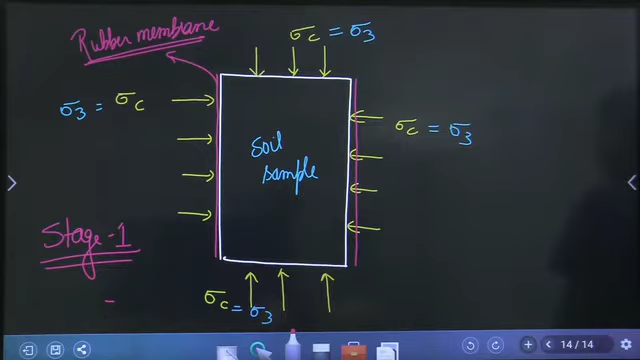 Rubber membrane
σc = σ3
σ3 = σc
σc = σ3
Soil
sample
Stage-1
σc = σ3
14 / 14